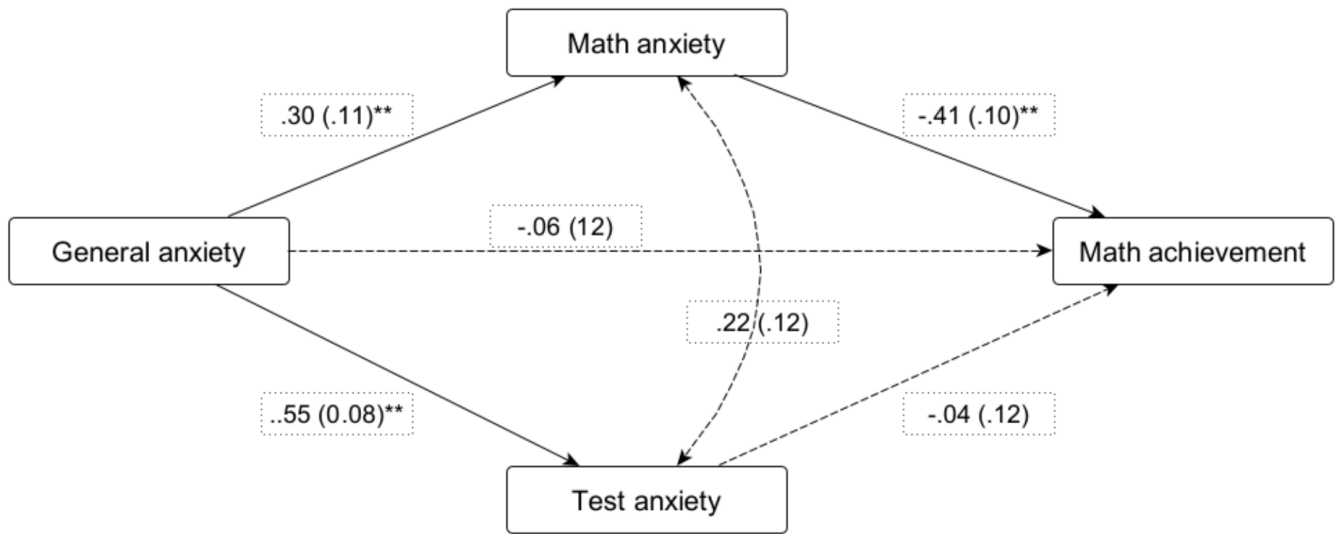 Math anxiety
.30 (.11)**
-.41 (.10)**
-.06 (12)
General anxiety
Math achievement
.22 (.12)
..55 (0.08)**
-.04 (.12)
Test anxiety